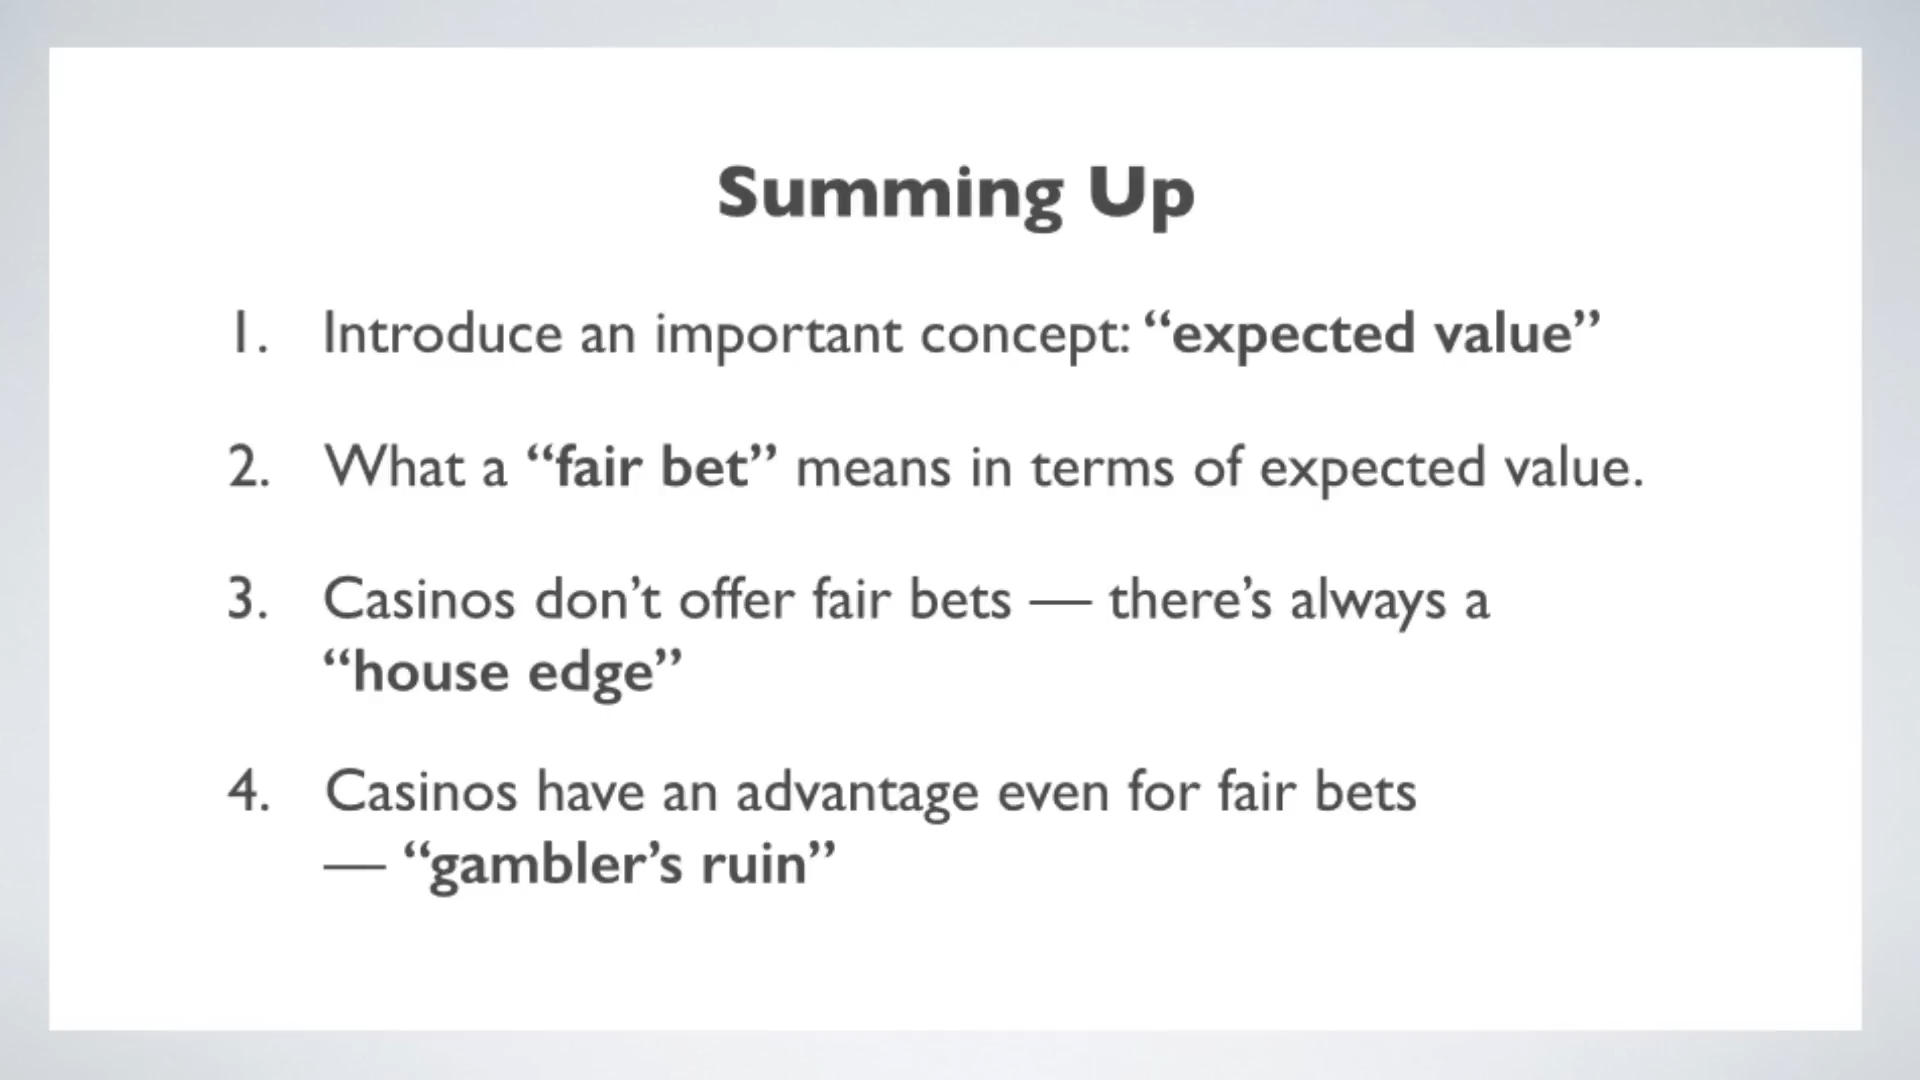 Summing Up
1. Introduce an important concept: “expected value”
2. What a “fair bet” means in terms of expected value.
3. Casinos don’t offer fair bets — there’s always a
“house edge”
4. Casinos have an advantage even for fair bets
— “gambler’s ruin”